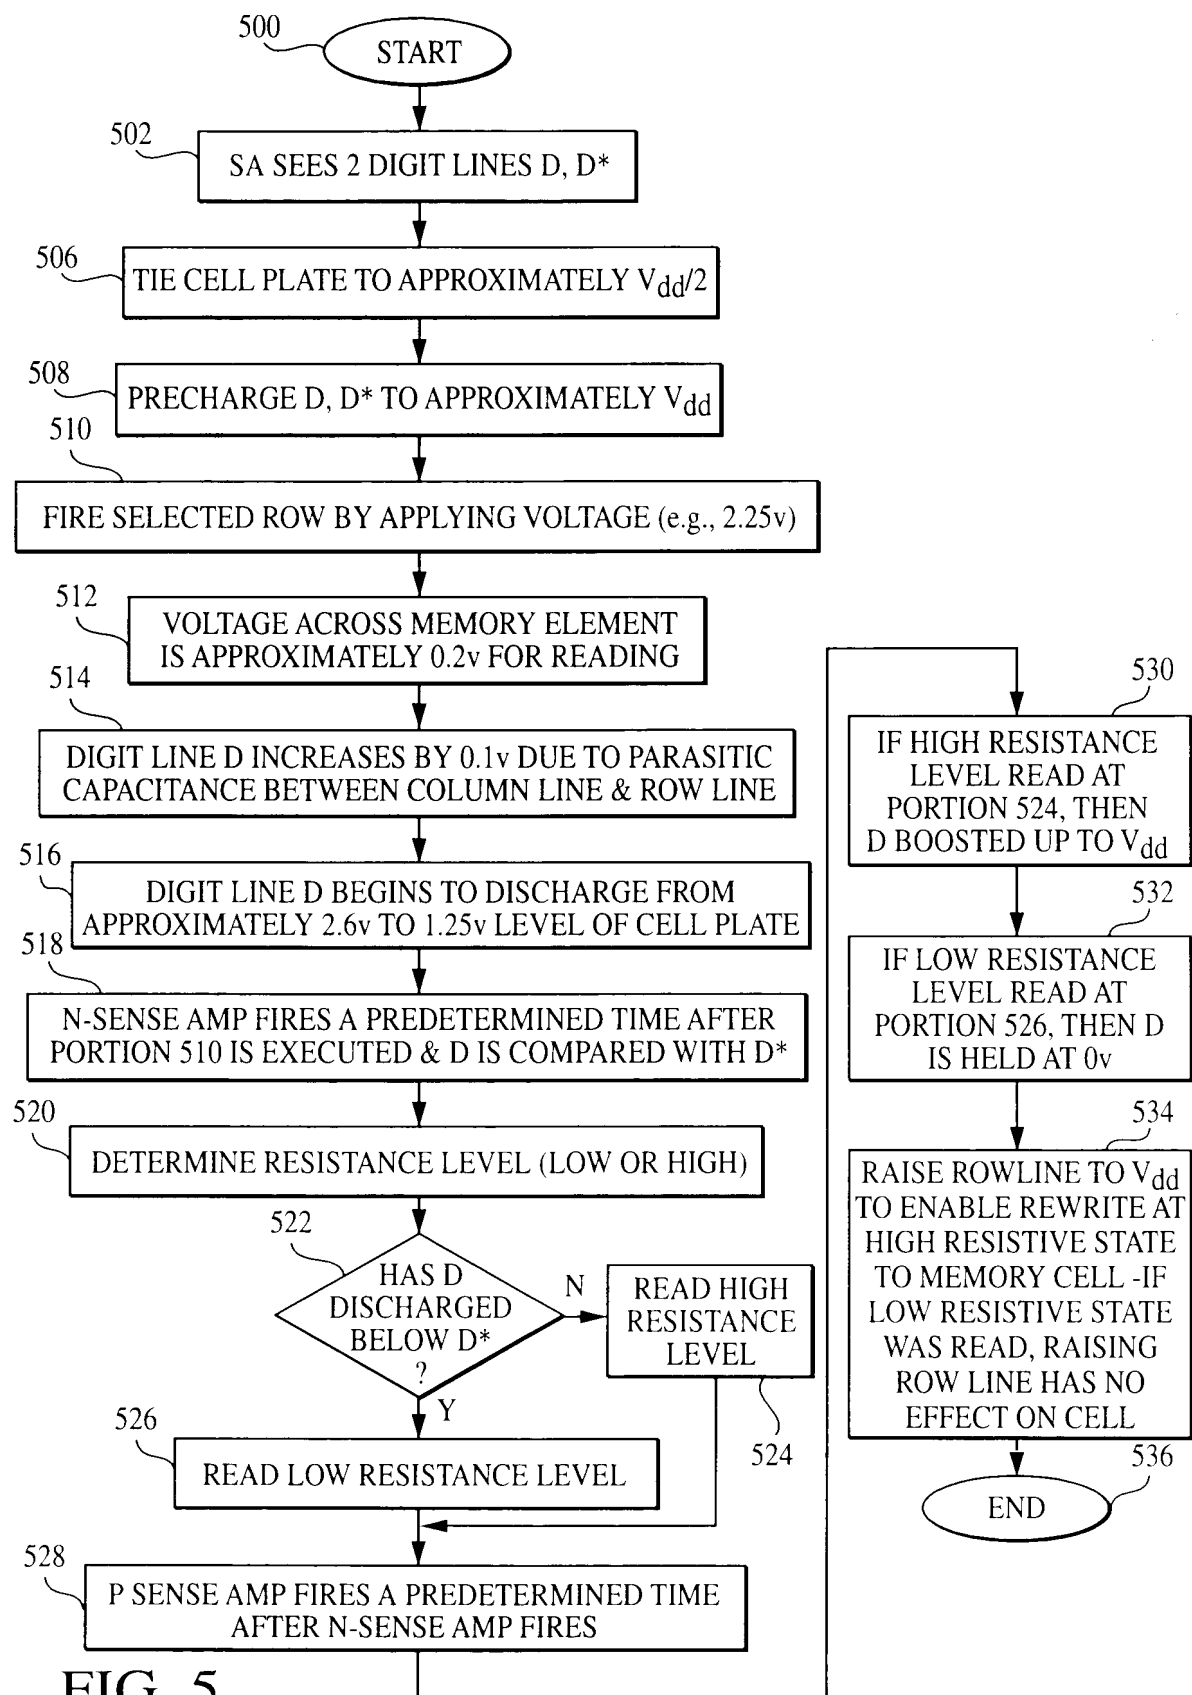 500
START
502
SA SEES 2 DIGIT LINES D, D*
506
TIE CELL PLATE TO APPROXIMATELY Vdd/2
508
PRECHARGE D, D* TO APPROXIMATELY Vdd
510
FIRE SELECTED ROW BY APPLYING VOLTAGE (e.g., 2.25v)
512
VOLTAGE ACROSS MEMORY ELEMENT
IS APPROXIMATELY 0.2v FOR READING
514
DIGIT LINE D INCREASES BY 0.1v DUE TO PARASITIC
CAPACITANCE BETWEEN COLUMN LINE & ROW LINE
516
DIGIT LINE D BEGINS TO DISCHARGE FROM
APPROXIMATELY 2.6v TO 1.25v LEVEL OF CELL PLATE
518
N-SENSE AMP FIRES A PREDETERMINED TIME AFTER
PORTION 510 IS EXECUTED & D IS COMPARED WITH D*
520
DETERMINE RESISTANCE LEVEL (LOW OR HIGH)
522
HAS D
DISCHARGED
BELOW D*
?
N
READ HIGH
RESISTANCE
LEVEL
524
Y
526
READ LOW RESISTANCE LEVEL
528
P SENSE AMP FIRES A PREDETERMINED TIME
AFTER N-SENSE AMP FIRES
530
IF HIGH RESISTANCE
LEVEL READ AT
PORTION 524, THEN
D BOOSTED UP TO Vdd
532
IF LOW RESISTANCE
LEVEL READ AT
PORTION 526, THEN D
IS HELD AT 0v
534
RAISE ROWLINE TO Vdd
TO ENABLE REWRITE AT
HIGH RESISTIVE STATE
TO MEMORY CELL -IF
LOW RESISTIVE STATE
WAS READ, RAISING
ROW LINE HAS NO
EFFECT ON CELL
536
END
FIG. 5